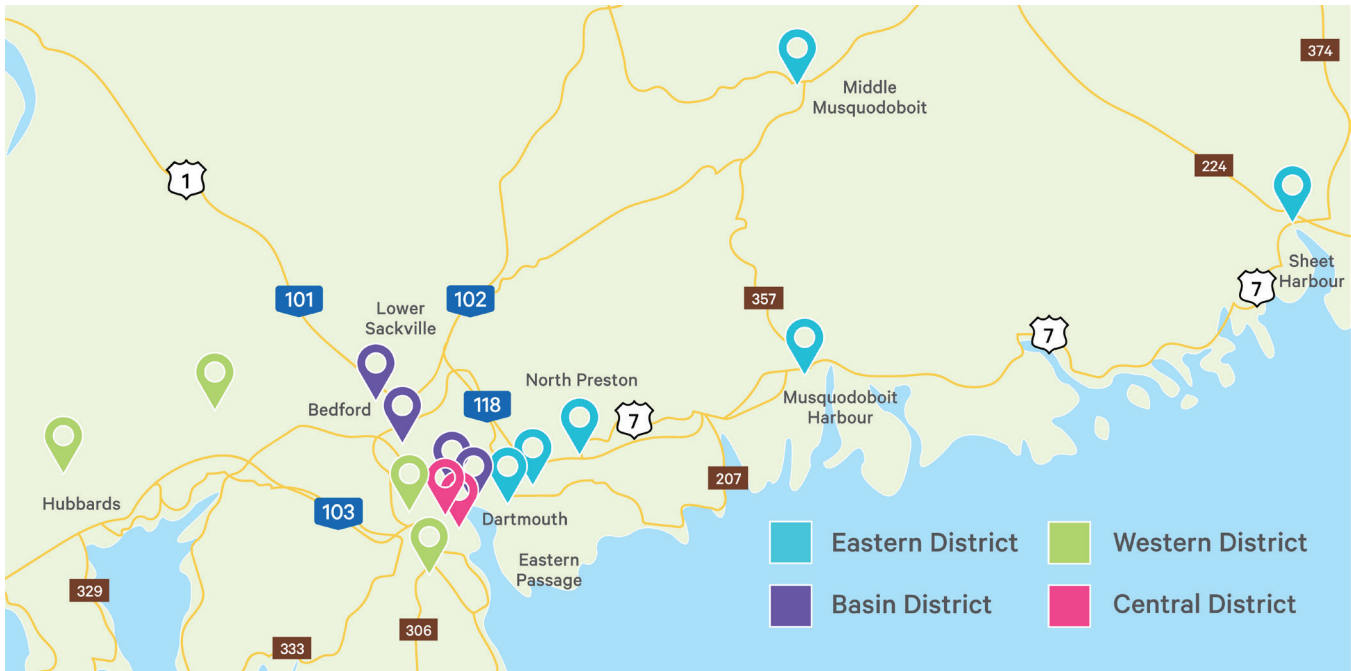 374
Middle
Musquodoboit
224
1
Sheet
Harbour
7
101
Lower
Sackville
102
357
7
North Preston
118
Bedford
7
Musquodoboit
Harbour
207
Hubbards
103
Dartmouth
Eastern
Passage
Eastern District
Western District
Basin District
Central District
329
306
333